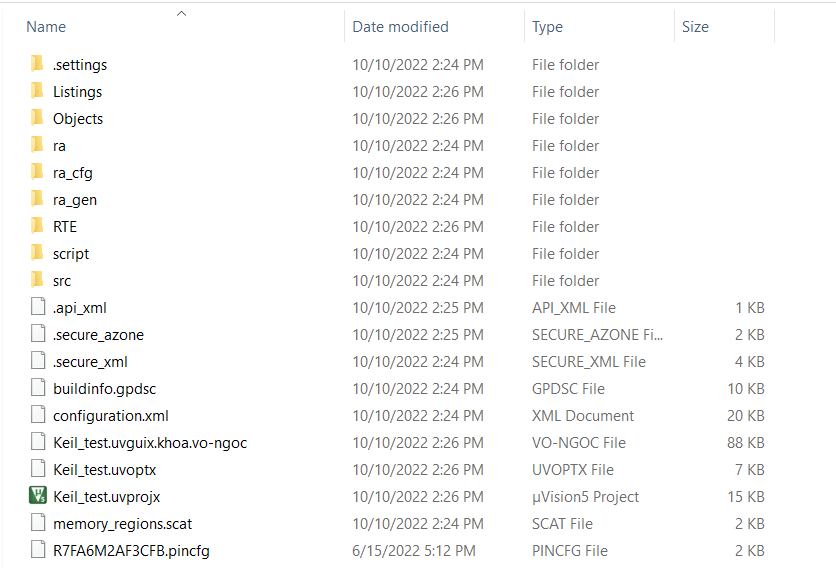 Name Date modified Type Size
.settings 10/10/2022 2:24 PM File folder
Listings 10/10/2022 2:26 PM File folder
Objects 10/10/2022 2:26 PM File folder
ra 10/10/2022 2:24 PM File folder
ra_cfg 10/10/2022 2:24 PM File folder
ra_gen 10/10/2022 2:24 PM File folder
RTE 10/10/2022 2:26 PM File folder
script 10/10/2022 2:24 PM File folder
src 10/10/2022 2:24 PM File folder
.api_xml 10/10/2022 2:25 PM API_XML File 1 KB
.secure_azone 10/10/2022 2:25 PM SECURE_AZONE Fi... 2 KB
.secure_xml 10/10/2022 2:24 PM SECURE_XML File 4 KB
buildinfo.gpdsc 10/10/2022 2:24 PM GPDSC File 10 KB
configuration.xml 10/10/2022 2:24 PM XML Document 20 KB
Keil_test.uvguix.khoa.vo-ngoc 10/10/2022 2:26 PM VO-NGOC File 88 KB
Keil_test.uvoptx 10/10/2022 2:26 PM UVOPTX File 7 KB
Keil_test.uvprojx 10/10/2022 2:26 PM µVision5 Project 15 KB
memory_regions.scat 10/10/2022 2:24 PM SCAT File 2 KB
R7FA6M2AF3CFB.pincfg 6/15/2022 5:12 PM PINCFG File 2 KB